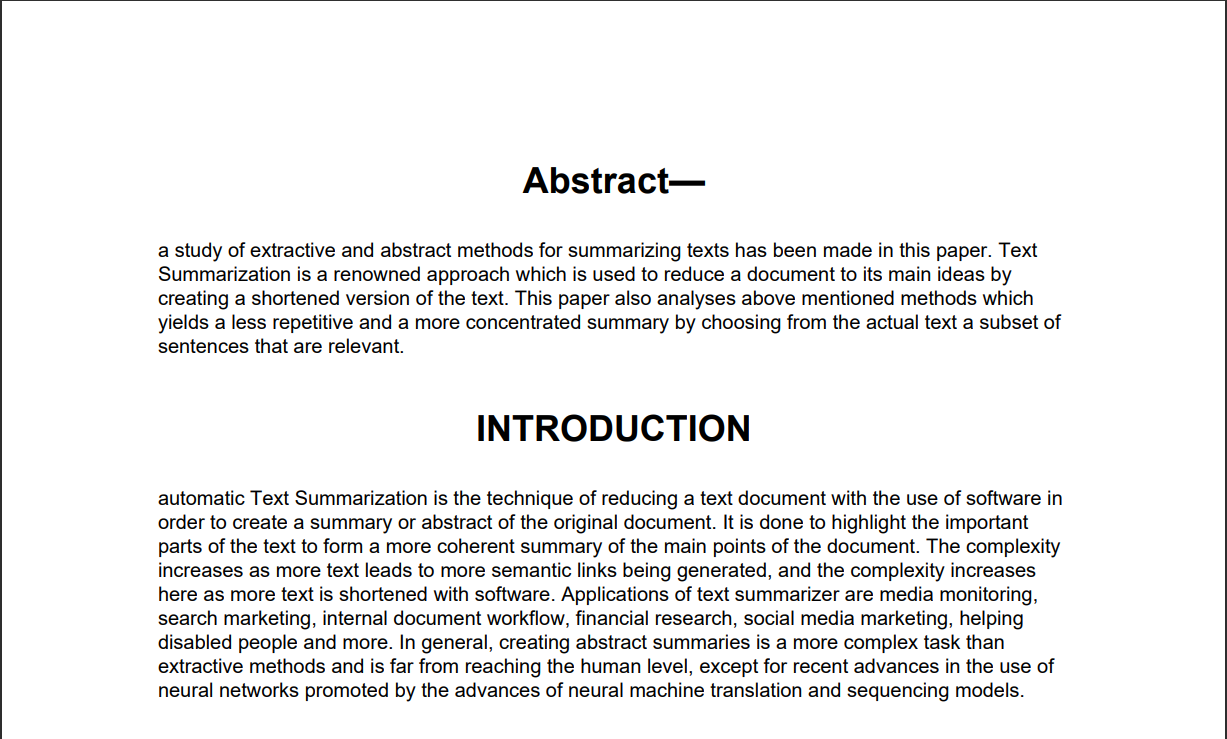 Abstract—
a study of extractive and abstract methods for summarizing texts has been made in this paper. Text
Summarization is a renowned approach which is used to reduce a document to its main ideas by
creating a shortened version of the text. This paper also analyses above mentioned methods which
yields a less repetitive and a more concentrated summary by choosing from the actual text a subset of
sentences that are relevant.
INTRODUCTION
automatic Text Summarization is the technique of reducing a text document with the use of software in
order to create a summary or abstract of the original document. It is done to highlight the important
parts of the text to form a more coherent summary of the main points of the document. The complexity
increases as more text leads to more semantic links being generated, and the complexity increases
here as more text is shortened with software. Applications of text summarizer are media monitoring,
search marketing, internal document workflow, financial research, social media marketing, helping
disabled people and more. In general, creating abstract summaries is a more complex task than
extractive methods and is far from reaching the human level, except for recent advances in the use of
neural networks promoted by the advances of neural machine translation and sequencing models.